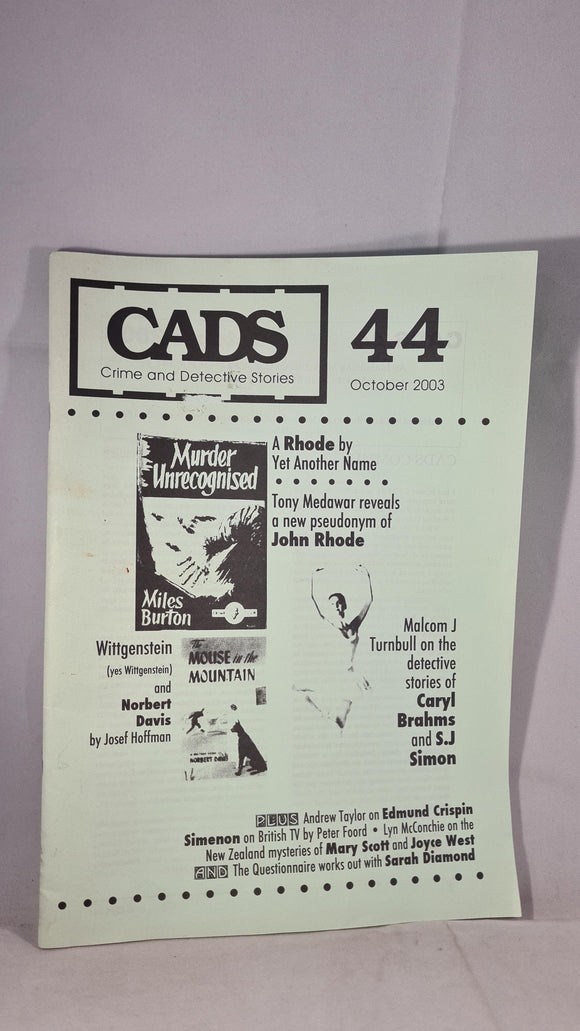 CADS
Crime and Detective Stories
44
October 2003
Murder
Unrecognised
Miles
Burton
A Rhode by
Yet Another Name
Tony Medawar reveals
a new pseudonym of
John Rhode
Wittgenstein
(yes Wittgenstein)
and
Norbert
Davis
by Josef Hoffman
The
MOUSE in the
MOUNTAIN
NORBERT DAVIS
Malcom J
Turnbull on the
detective
stories of
Caryl
Brahms
and S.J
Simon
PLUS Andrew Taylor on Edmund Crispin
Simenon on British TV by Peter Foord • Lyn McConchie on the
New Zealand mysteries of Mary Scott and Joyce West
AND The Questionnaire works out with Sarah Diamond